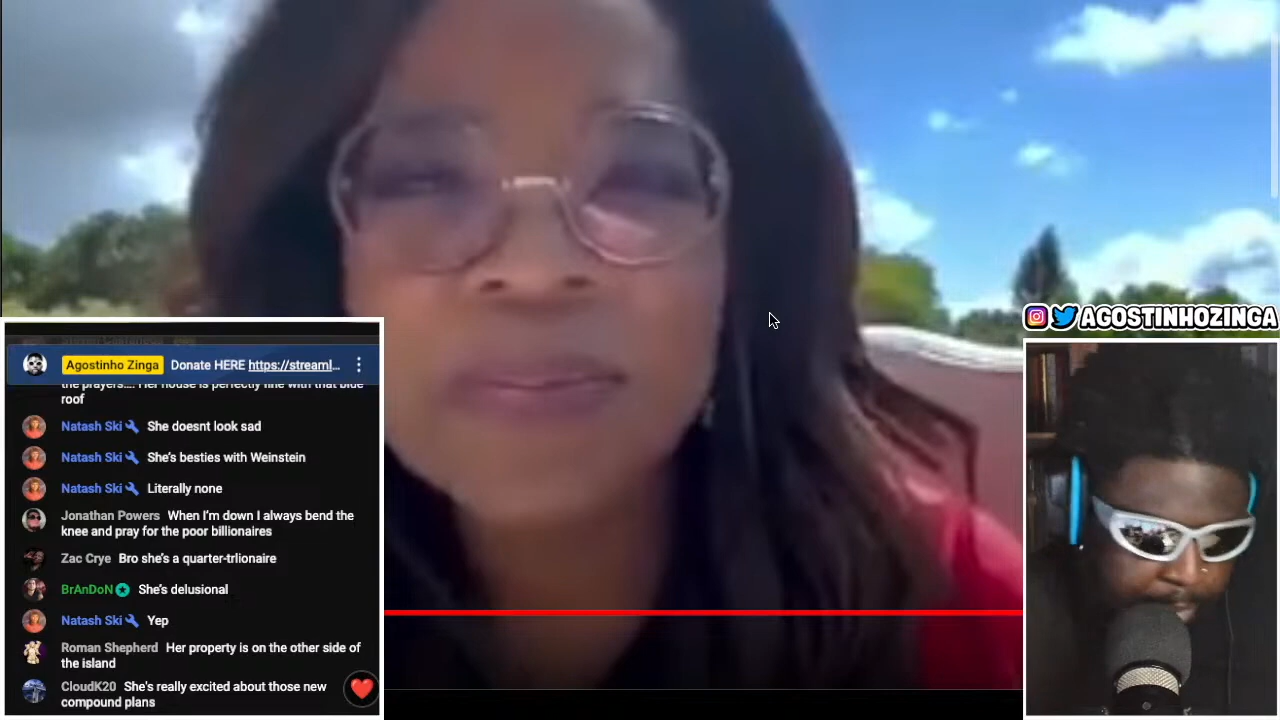 AGOSTINHOZINGA
Agostinho Zinga Donate HERE https://streaml...
the prayers.... Her house is perfectly line with that blue
roof
Natash Ski She doesnt look sad
Natash Ski She's besties with Weinstein
Natash Ski Literally none
Jonathan Powers When I'm down I always bend the
knee and pray for the poor billionaires
Zac Crye Bro she's a quarter-trlionaire
BrAnDoN She's delusional
Natash Ski Yep
Roman Shepherd Her property is on the other side of
the island
CloudK20 She's really excited about those new
compound plans